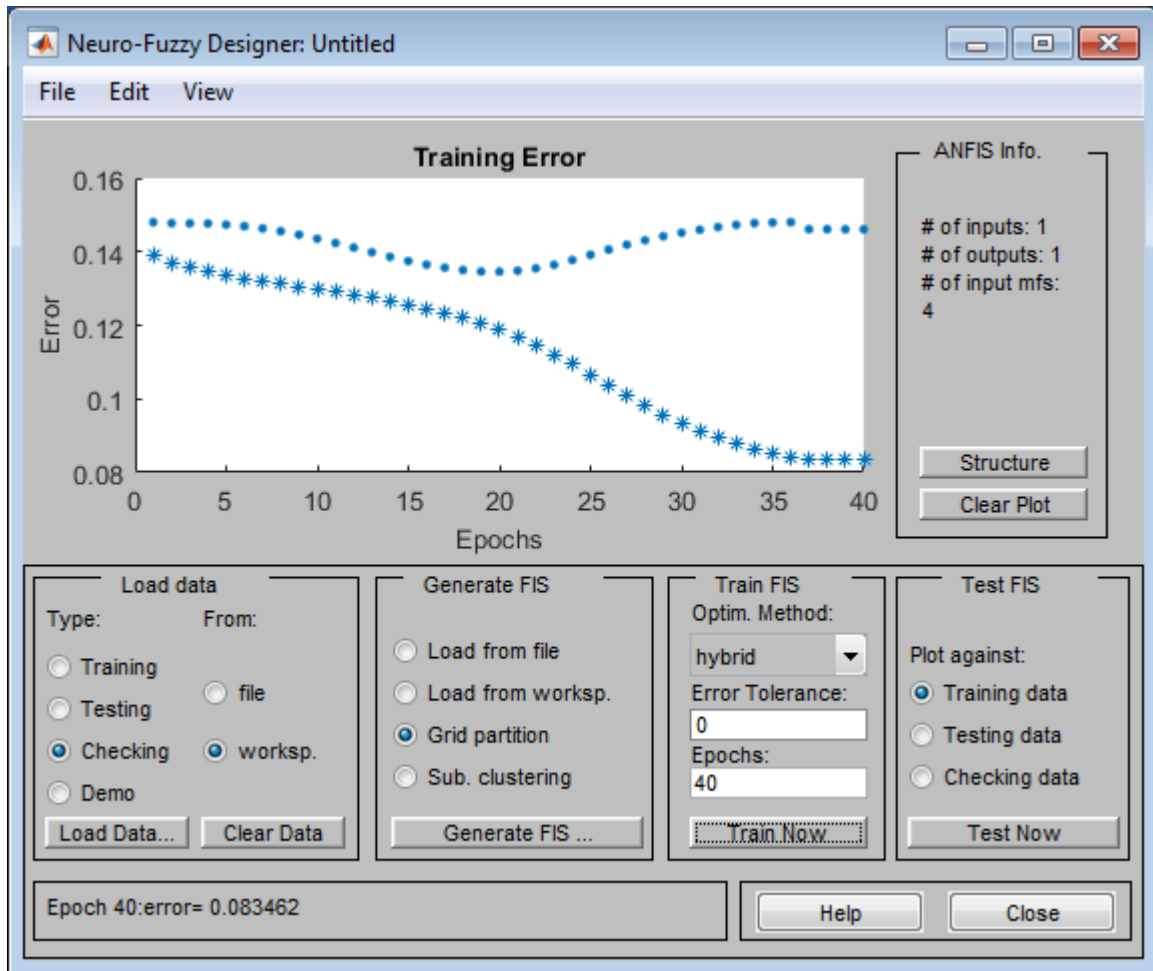 Neuro-Fuzzy Designer: Untitled
File Edit View
Training Error
0.16
0.14
0.12
0.1
0.08
Error
0 5 10 15 20 25 30 35 40
Epochs
ANFIS Info.
# of inputs: 1
# of outputs: 1
# of input mfs:
4
Structure
Clear Plot
Load data
Type: From:
Training
file
Testing
Checking
worksp.
Demo
Load Data... Clear Data
Generate FIS
Load from file
Load from worksp.
Grid partition
Sub. clustering
Generate FIS ...
Train FIS
Optim. Method:
hybrid
Error Tolerance:
0
Epochs:
40
Train Now
Test FIS
Plot against:
Training data
Testing data
Checking data
Test Now
Epoch 40:error= 0.083462
Help Close